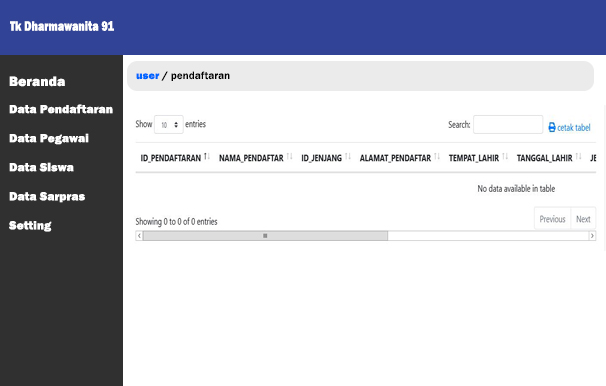 Tk Dharmawanita 91
Beranda
Data Pendaftaran
Data Pegawai
Data Siswa
Data Sarpras
Setting
user / pendaftaran
Show 10 entries
Search:
cetak tabel
ID_PENDAFTARAN NAMA_PENDAFTAR ID_JENJANG ALAMAT_PENDAFTAR TEMPAT_LAHIR TANGGAL_LAHIR JE
No data available in table
Showing 0 to 0 of 0 entries
Previous Next